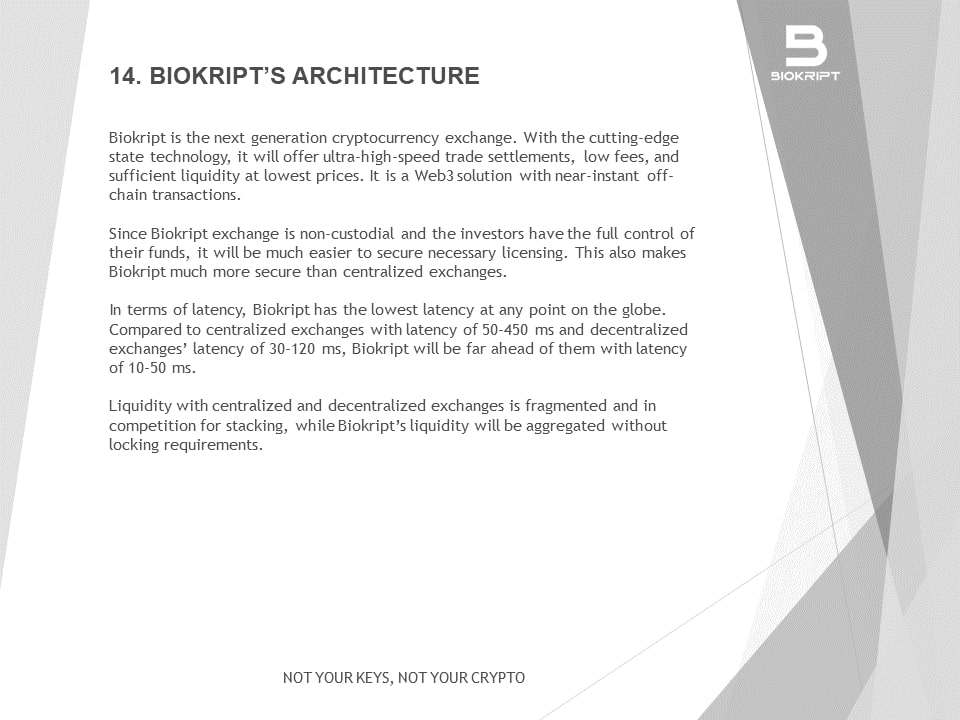 BIOKRIPT
14. BIOKRIPT’S ARCHITECTURE
Biokript is the next generation cryptocurrency exchange. With the cutting-edge
state technology, it will offer ultra-high-speed trade settlements, low fees, and
sufficient liquidity at lowest prices. It is a Web3 solution with near-instant off-
chain transactions.
Since Biokript exchange is non-custodial and the investors have the full control of
their funds, it will be much easier to secure necessary licensing. This also makes
Biokript much more secure than centralized exchanges.
In terms of latency, Biokript has the lowest latency at any point on the globe.
Compared to centralized exchanges with latency of 50-450 ms and decentralized
exchanges’ latency of 30-120 ms, Biokript will be far ahead of them with latency
of 10-50 ms.
Liquidity with centralized and decentralized exchanges is fragmented and in
competition for stacking, while Biokript’s liquidity will be aggregated without
locking requirements.
NOT YOUR KEYS, NOT YOUR CRYPTO